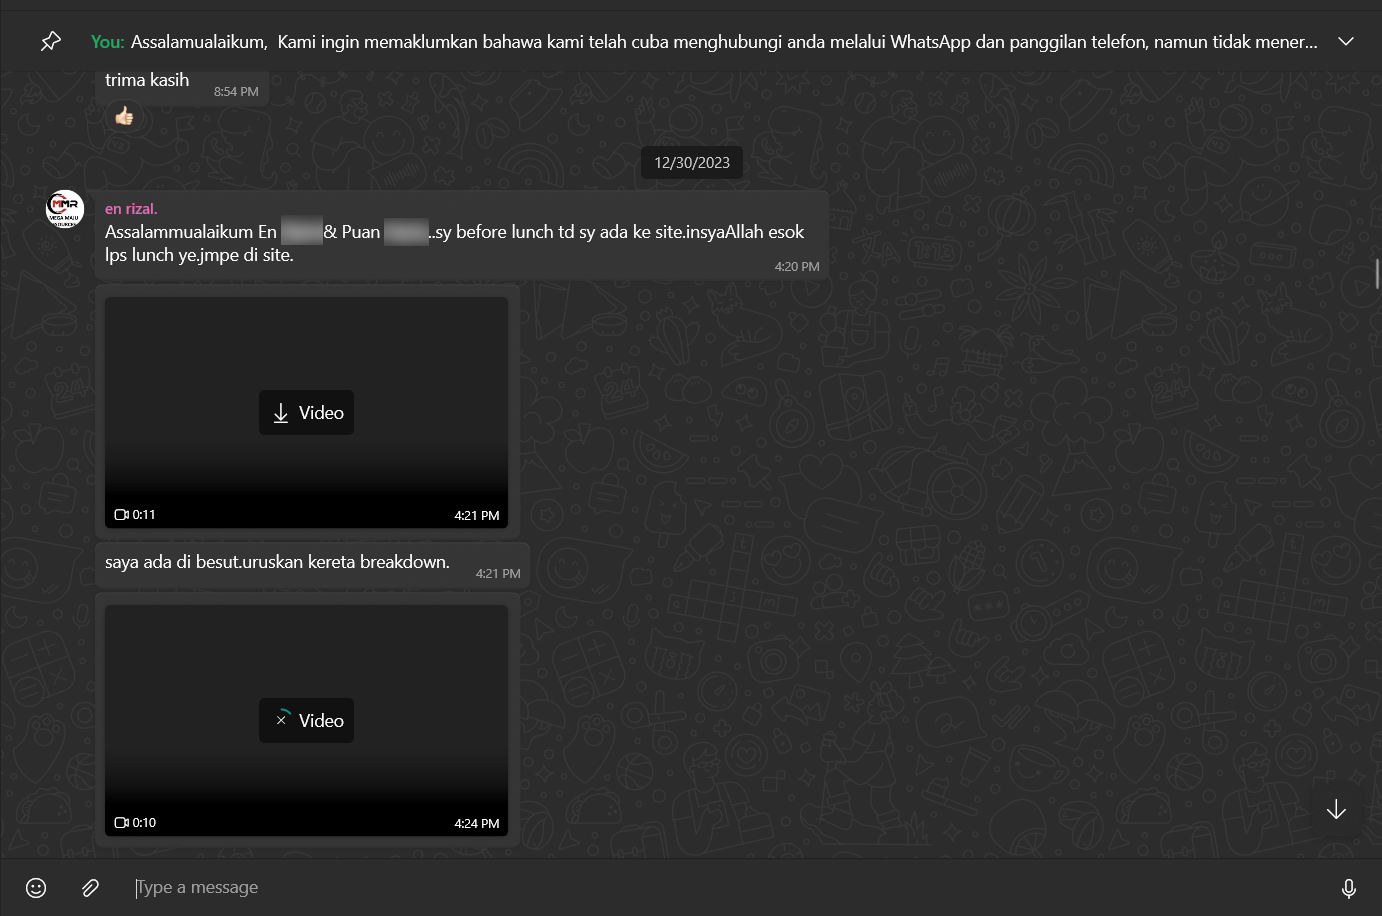 You: Assalamualaikum, Kami ingin memaklumkan bahawa kami telah cuba menghubungi anda melalui WhatsApp dan panggilan telefon, namun tidak mener...
trima kasih
8:54 PM
12/30/2023
MMR
MEGA MAJU
en rizal.
Assalammualaikum En & Puan ..sy before lunch td sy ada ke site.insyaAllah esok
lps lunch ye.jmpe di site.
4:20 PM
Video
0:11
4:21 PM
saya ada di besut.uruskan kereta breakdown.
4:21 PM
Video
0:10
4:24 PM
Type a message